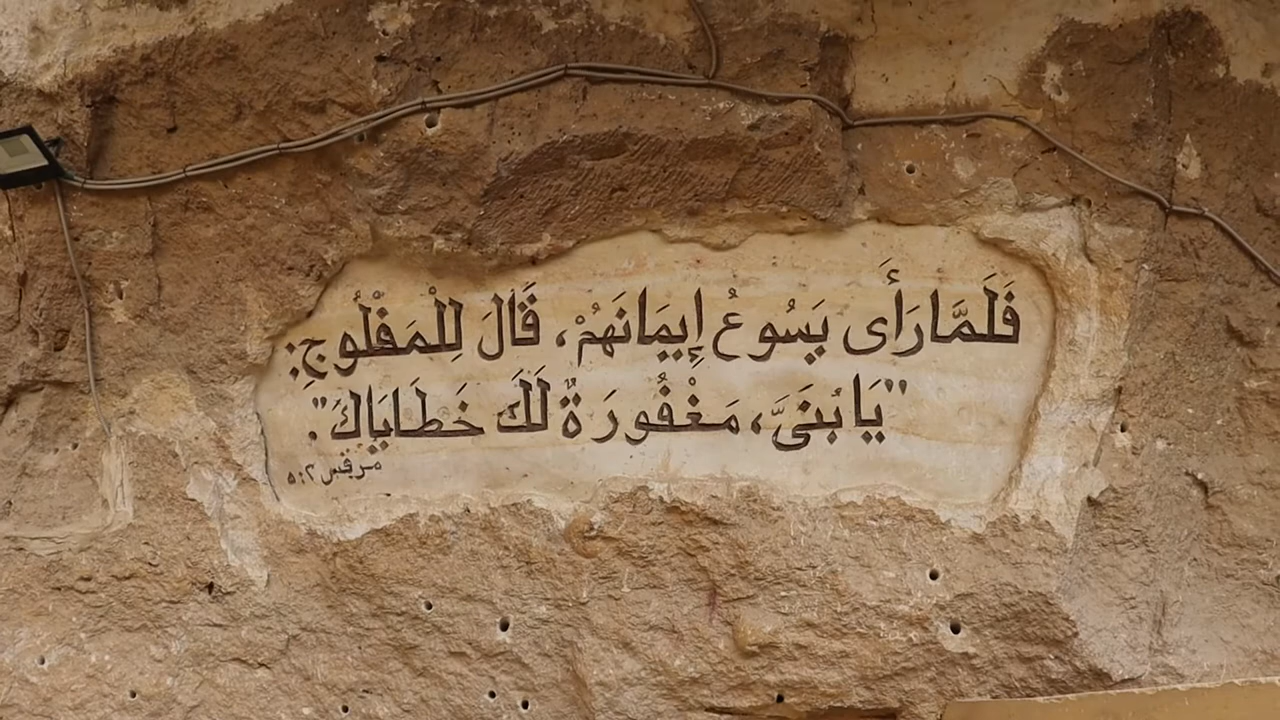 فَلَمَّا رَأَى يَسُوعُ إِيمَانَهُمْ، قَالَ لِلْمَفْلُوجِ:
"يَا بُنَيَّ، مَغْفُورَةٌ لَكَ خَطَايَاكَ".
مرقس ٥:٢